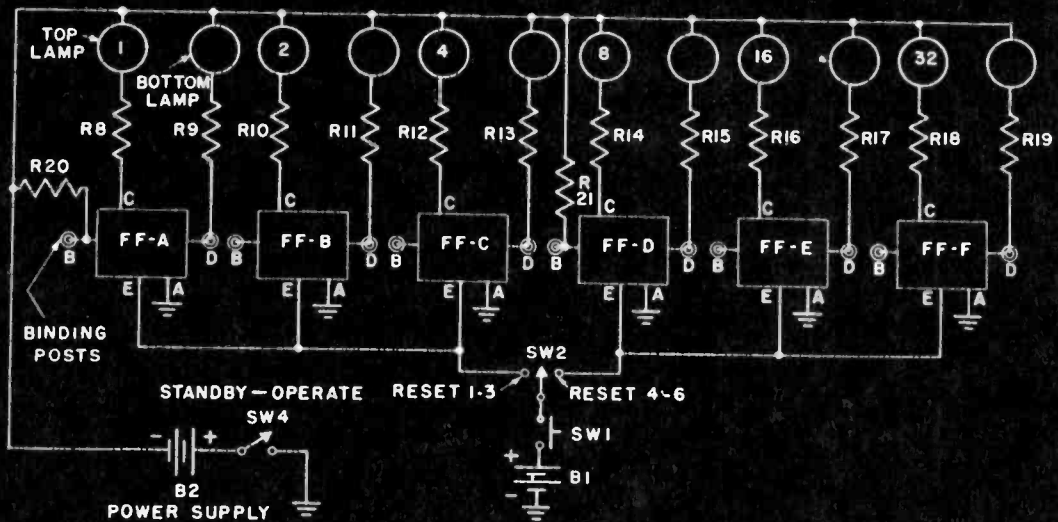 TOP LAMP
1
2
4
8
16
32
BOTTOM LAMP
R8
R9
R10
R11
R12
R13
R14
R15
R16
R17
R18
R19
R20
R21
C
C
C
C
C
C
B
FF-A
D
B
FF-B
D
B
FF-C
D
B
FF-D
D
B
FF-E
D
B
FF-F
D
E
A
E
A
E
A
E
A
E
A
E
A
BINDING POSTS
SW2
RESET 1-3
RESET 4-6
STANDBY-OPERATE
SW4
SW1
- +
B2
POWER SUPPLY
+
B1
-